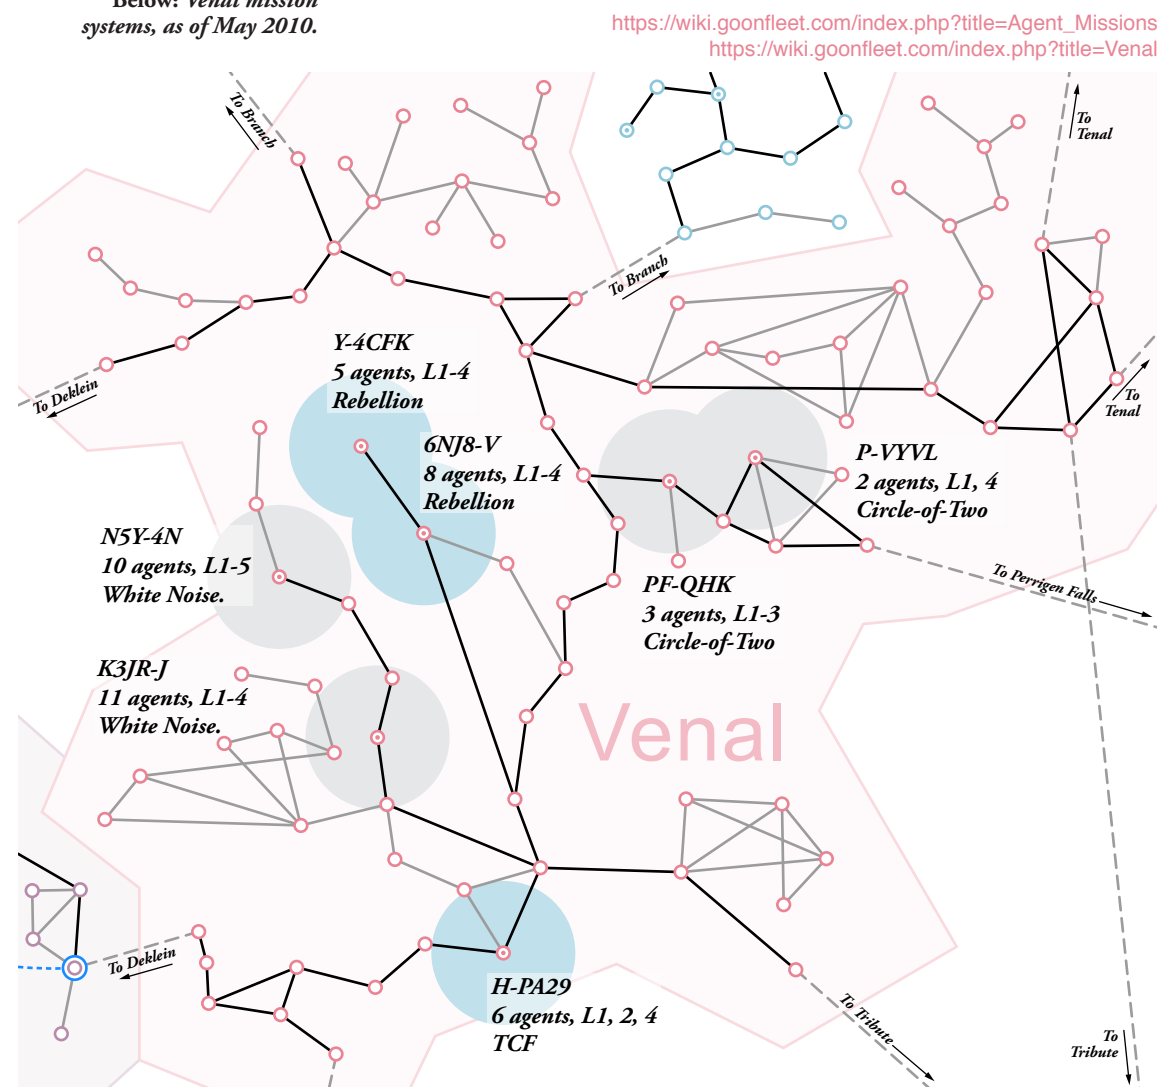 Below: Venal mission
systems, as of May 2010.
https://wiki.goonfleet.com/index.php?title=Agent_Missions
https://wiki.goonfleet.com/index.php?title=Venal
To Branch
To
Tenal
To Branch
Y-4CFK
5 agents, L1-4
Rebellion
To Deklein
To
Tenal
6NJ8-V
8 agents, L1-4
Rebellion
P-VYVL
2 agents, L1, 4
Circle-of-Two
N5Y-4N
10 agents, L1-5
White Noise.
PF-QHK
3 agents, L1-3
Circle-of-Two
To Perrigen Falls
K3JR-J
11 agents, L1-4
White Noise.
Venal
To Deklein
H-PA29
6 agents, L1, 2, 4
TCF
To Tribute
To
Tribute